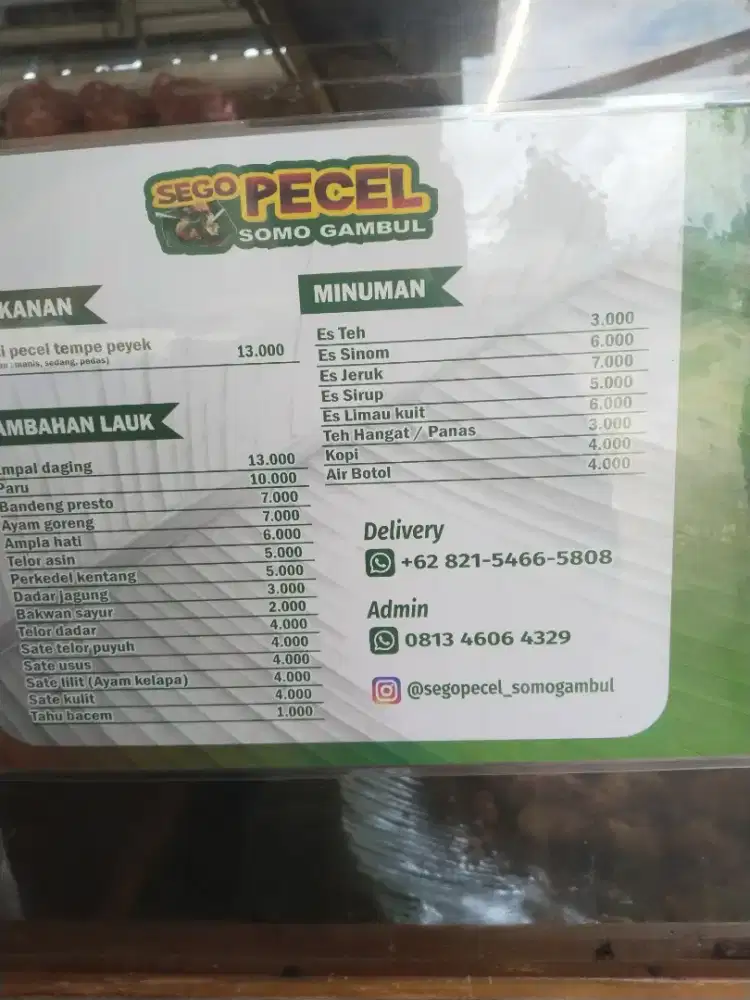 SEGO PECEL
SOMO GAMBUL
KANAN
i pecel tempe peyek 13.000
: manis, sedang, pedas)
AMBAHAN LAUK
mpal daging 13.000
Paru 10.000
Bandeng presto 7.000
Ayam goreng 7.000
Ampla hati 6.000
Telor asin 5.000
Perkedel kentang 5.000
Dadar jagung 3.000
Bakwan sayur 2.000
Telor dadar 4.000
Sate telor puyuh 4.000
Sate usus 4.000
Sate lilit (Ayam kelapa) 4.000
Sate kulit 4.000
Tahu bacem 1.000
MINUMAN
Es Teh 3.000
Es Sinom 6.000
Es Jeruk 7.000
Es Sirup 5.000
Es Limau kuit 6.000
Teh Hangat / Panas 3.000
Kopi 4.000
Air Botol 4.000
Delivery
+62 821-5466-5808
Admin
0813 4606 4329
@segopecel_somogambul